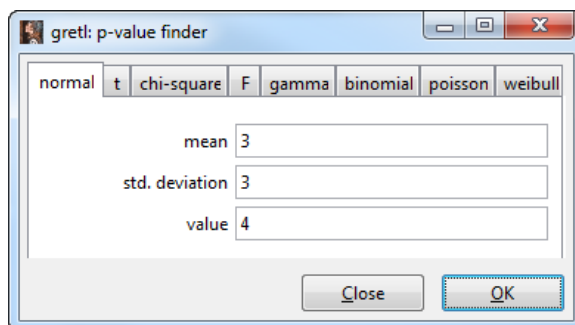 gretl: p-value finder
normal t chi-square F gamma binomial poisson weibull
mean 3
std. deviation 3
value 4
Close OK